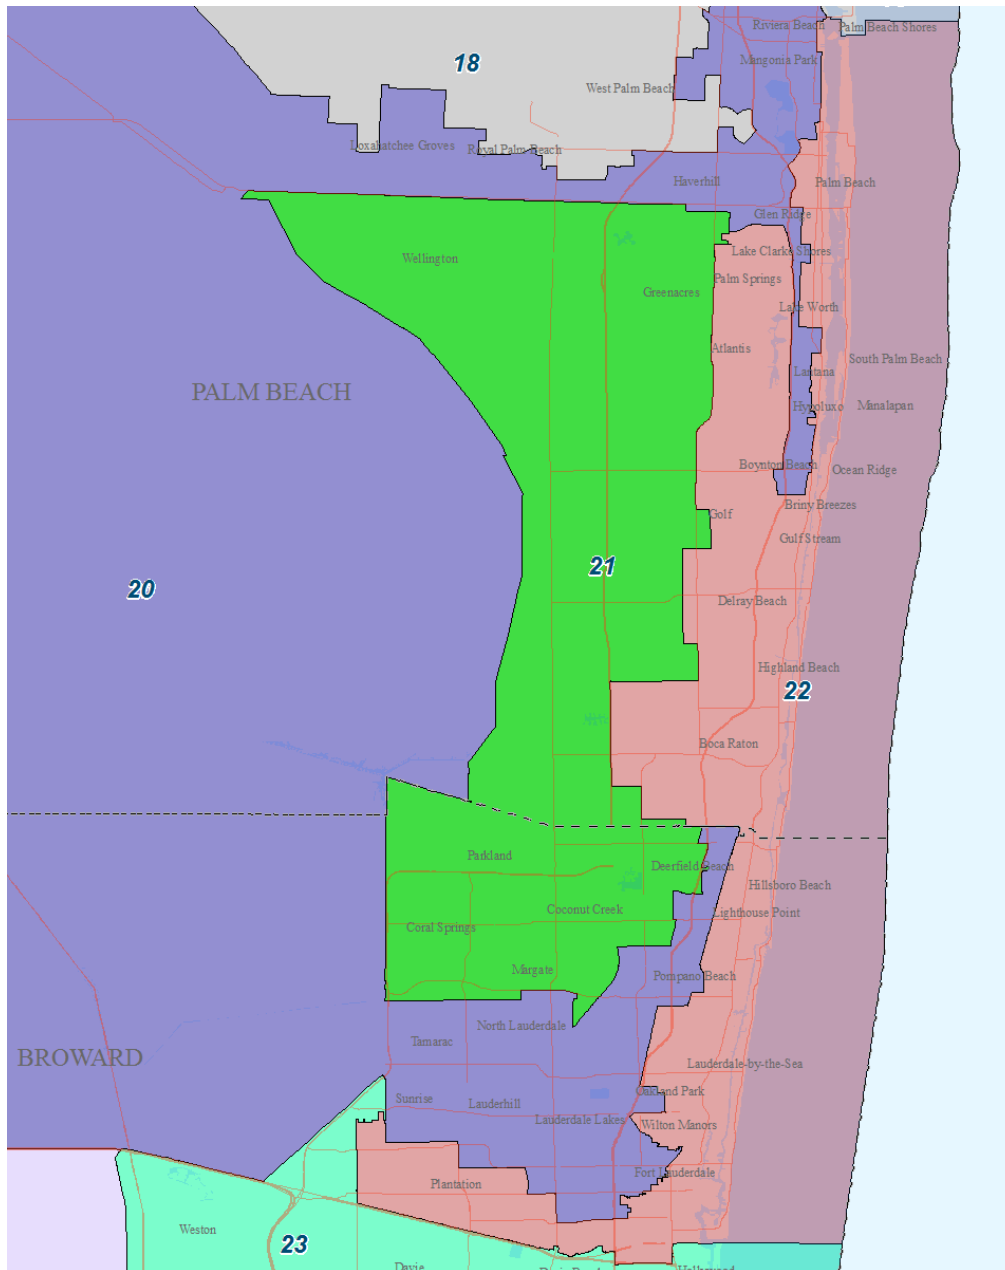 Riviera Beach
Palm Beach Shores
18
Mangonia Park
West Palm Beach
Loxahatchee Groves
Royal Palm Beach
Haverhill
Palm Beach
Glen Ridge
Wellington
Lake Clarke Shores
Palm Springs
Greenacres
Lake Worth
Atlantis
South Palm Beach
Lantana
PALM BEACH
Hypoluxo
Manalapan
Boynton Beach
Ocean Ridge
Briny Breezes
Golf
Gulf Stream
21
20
Delray Beach
Highland Beach
22
Boca Raton
Parkland
Deerfield Beach
Hillsboro Beach
Coconut Creek
Lighthouse Point
Coral Springs
Margate
Pompano Beach
North Lauderdale
Tamarac
BROWARD
Lauderdale-by-the-Sea
Oakland Park
Sunrise
Lauderhill
Lauderdale Lakes
Wilton Manors
Fort Lauderdale
Plantation
Weston
23
Davie